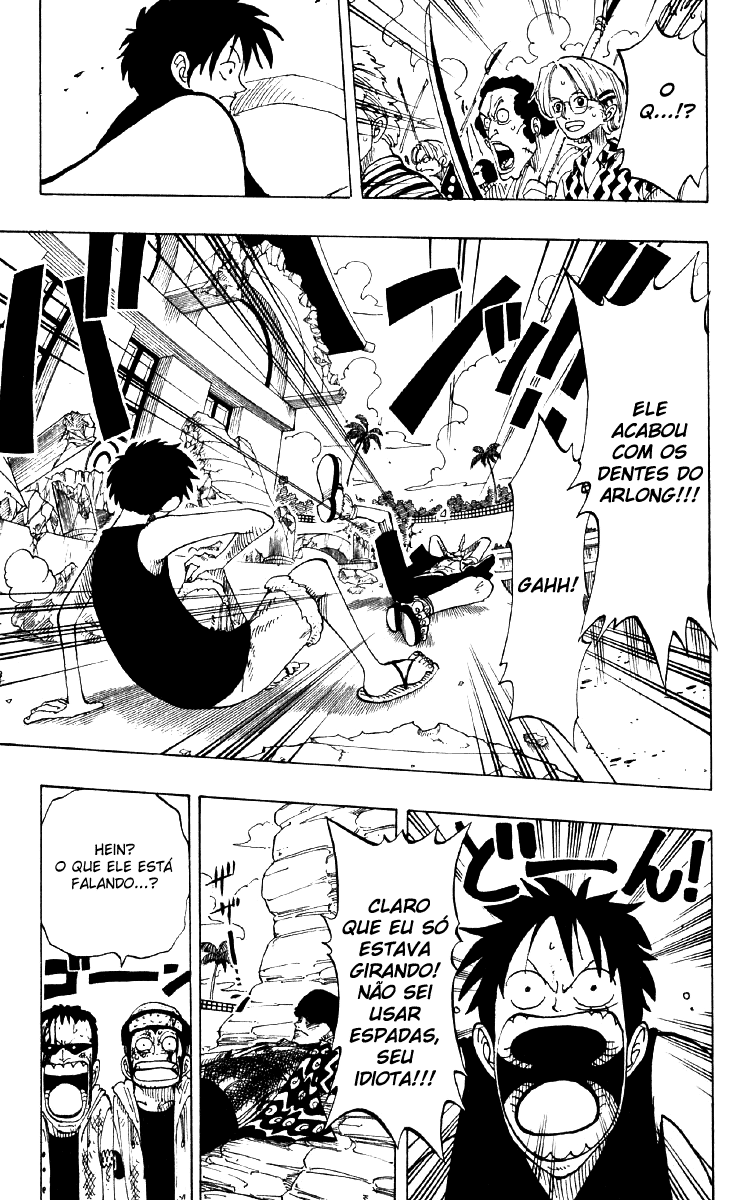 O
Q...!?
ELE
ACABOU
COM OS
DENTES DO
ARLONG!!!
GAHH!
どーん!
CLARO
QUE EU SÓ
ESTAVA
GIRANDO!
NÃO SEI
USAR
ESPADAS,
SEU
IDIOTA!!!
HEIN?
O QUE ELE ESTÁ
FALANDO...?
ゴーン